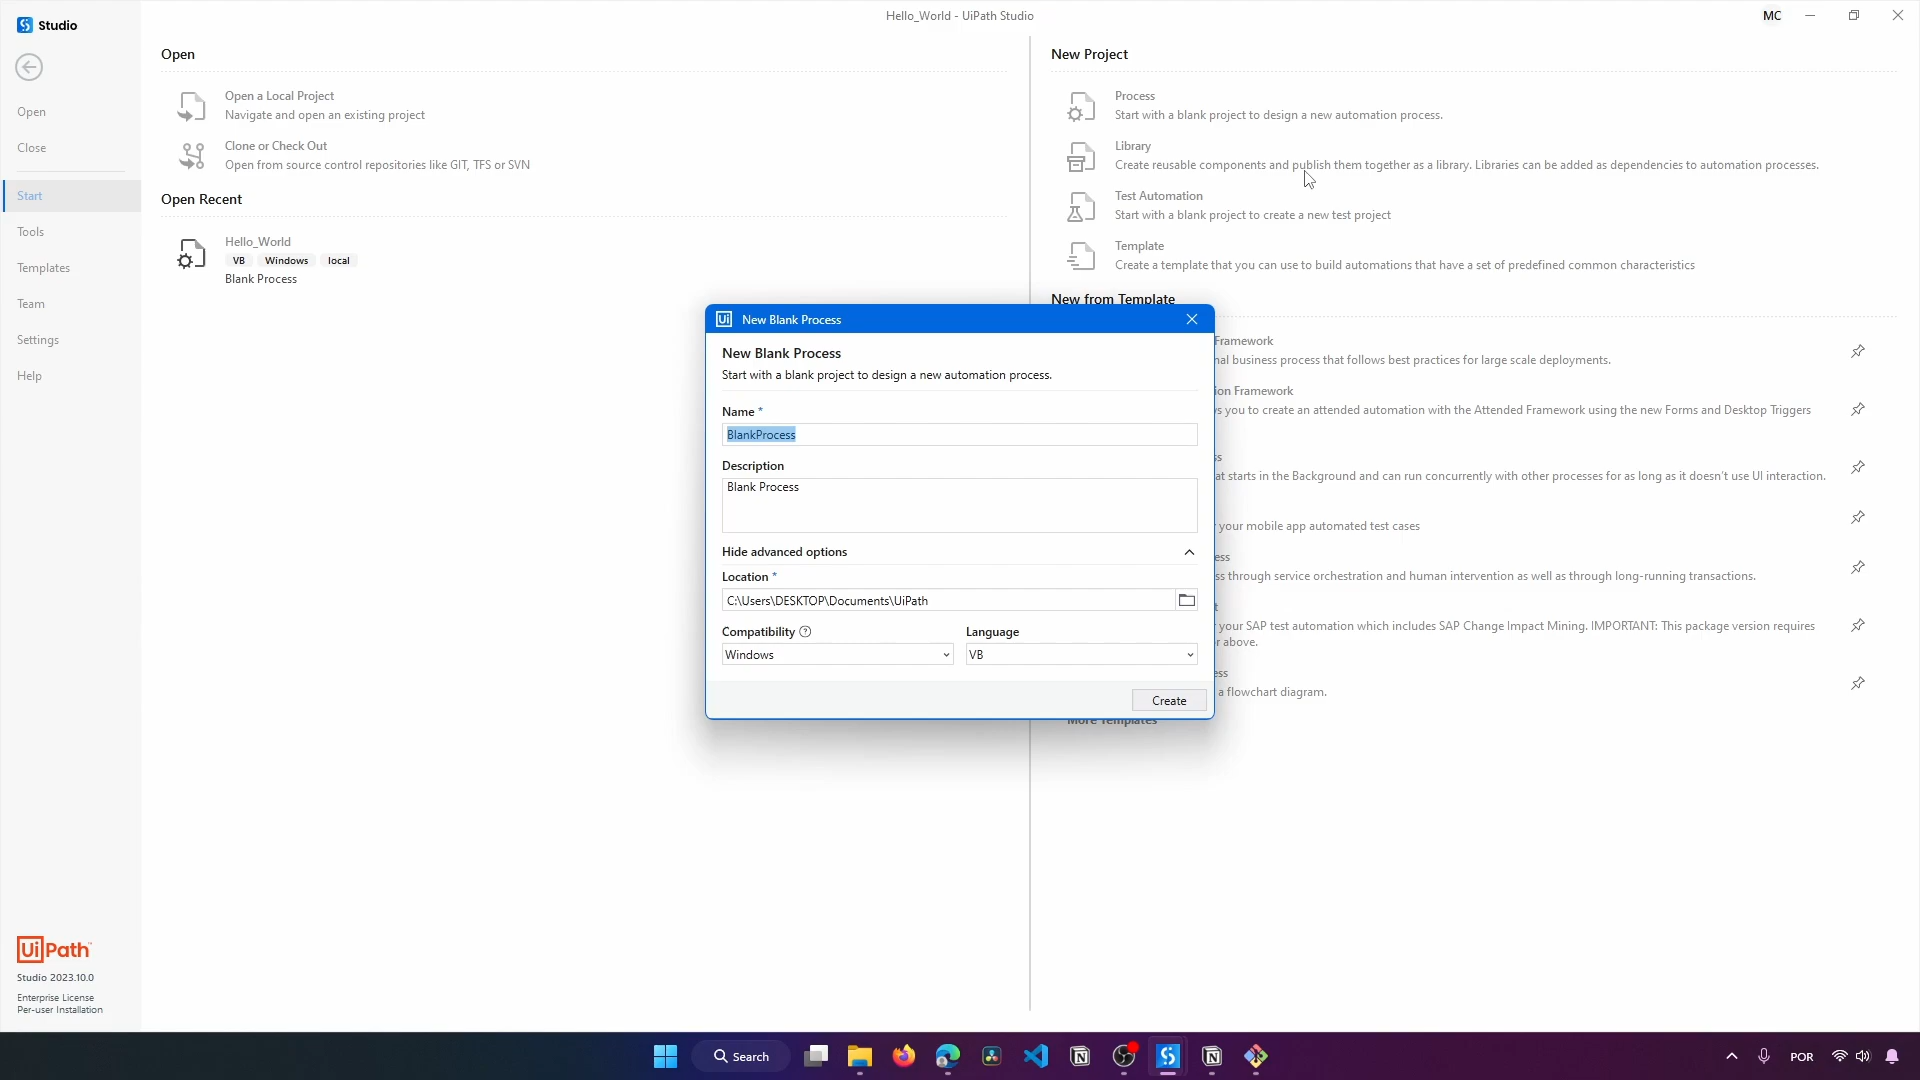 Studio
Hello_World - UiPath Studio
MC
Open
Close
Start
Tools
Templates
Team
Settings
Help
Open
Open a Local Project
Navigate and open an existing project
Clone or Check Out
Open from source control repositories like GIT, TFS or SVN
Open Recent
Hello_World
VB Windows local
Blank Process
New Project
Process
Start with a blank project to design a new automation process.
Library
Create reusable components and publish them together as a library. Libraries can be added as dependencies to automation processes.
Test Automation
Start with a blank project to create a new test project
Template
Create a template that you can use to build automations that have a set of predefined common characteristics
New from Template
Framework
business process that follows best practices for large scale deployments.
Framework
you to create an attended automation with the Attended Framework using the new Forms and Desktop Triggers
starts in the Background and can run concurrently with other processes for as long as it doesn't use UI interaction.
your mobile app automated test cases
through service orchestration and human intervention as well as through long-running transactions.
your SAP test automation which includes SAP Change Impact Mining. IMPORTANT: This package version requires
above.
a flowchart diagram.
More Templates
Ui New Blank Process
New Blank Process
Start with a blank project to design a new automation process.
Name *
BlankProcess
Description
Blank Process
Hide advanced options
Location *
C:\Users\DESKTOP\Documents\UiPath
Compatibility ?
Language
Windows
VB
Create
UiPath
Studio 2023.10.0
Enterprise License
Per-user Installation
Search
POR